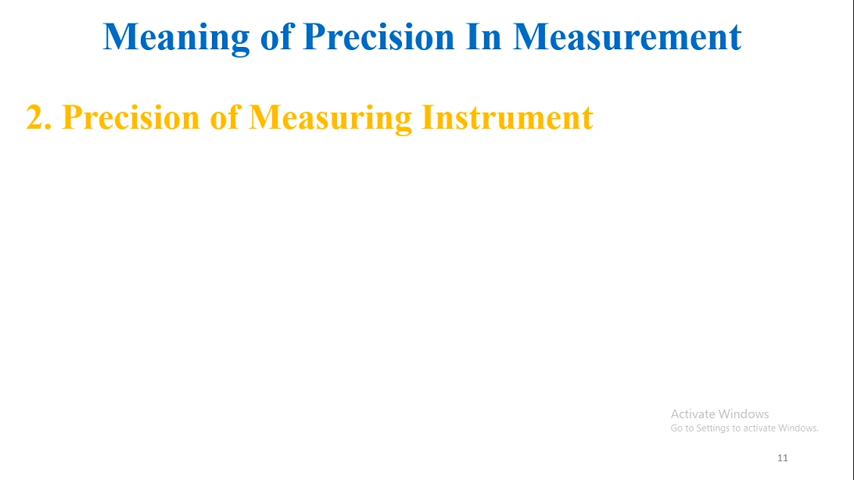 Meaning of Precision In Measurement
2. Precision of Measuring Instrument
Activate Windows
Go to Settings to activate Windows.
11